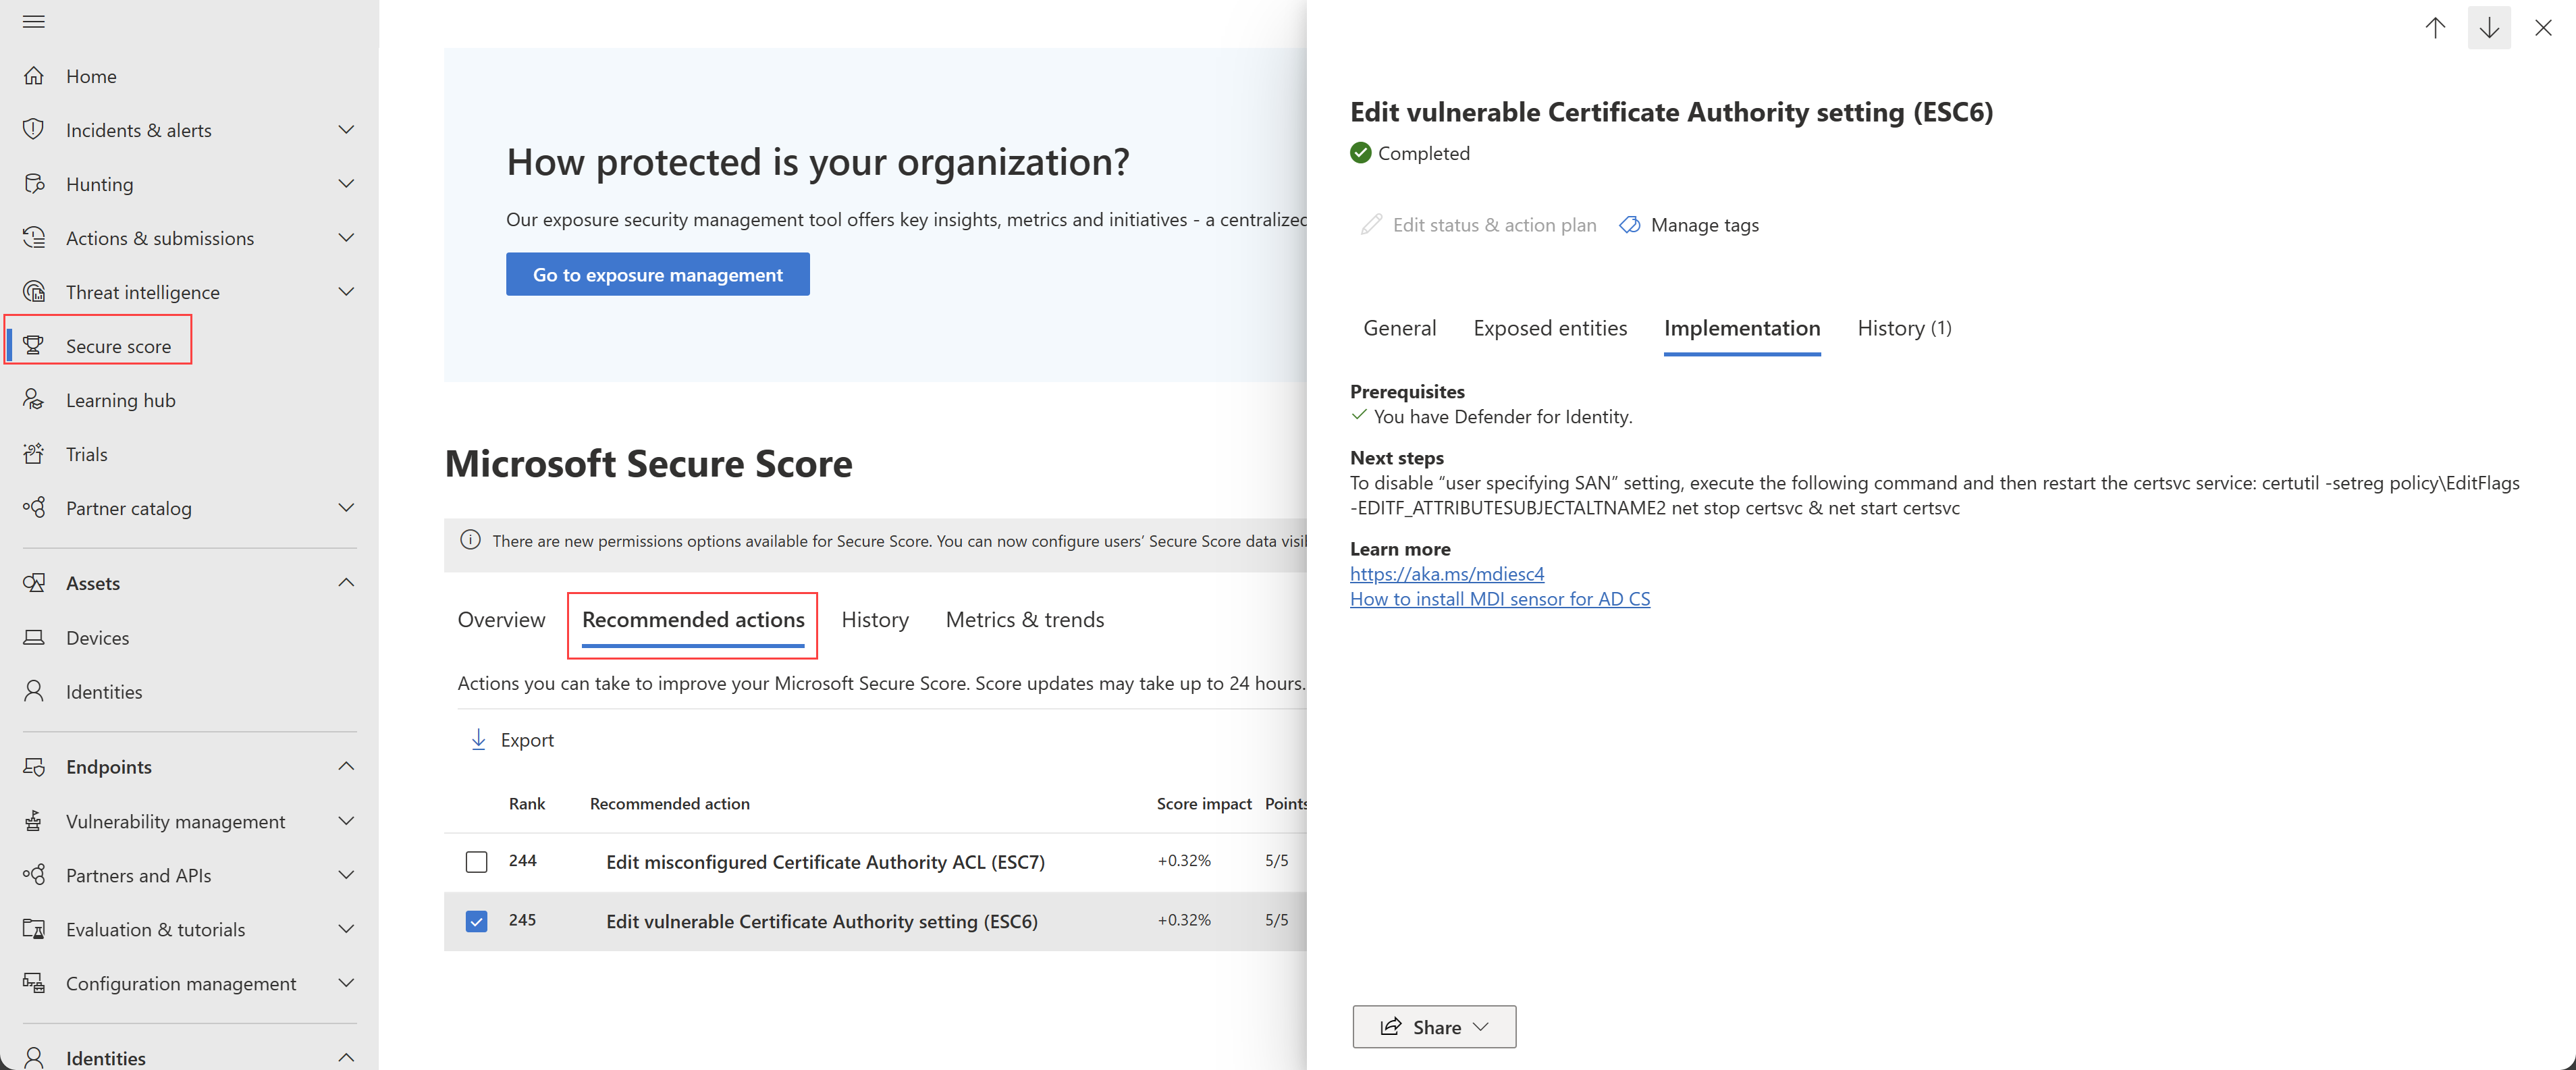 Home
Incidents & alerts
Hunting
Actions & submissions
Threat intelligence
Secure score
Learning hub
Trials
Partner catalog
Assets
Devices
Identities
Endpoints
Vulnerability management
Partners and APIs
Evaluation & tutorials
Configuration management
Identities
How protected is your organization?
Our exposure security management tool offers key insights, metrics and initiatives - a centralized
Go to exposure management
Microsoft Secure Score
There are new permissions options available for Secure Score. You can now configure users’ Secure Score data visil
Overview
Recommended actions
History
Metrics & trends
Actions you can take to improve your Microsoft Secure Score. Score updates may take up to 24 hours.
Export
Rank Recommended action Score impact Points
244 Edit misconfigured Certificate Authority ACL (ESC7) +0.32% 5/5
245 Edit vulnerable Certificate Authority setting (ESC6) +0.32% 5/5
Edit vulnerable Certificate Authority setting (ESC6)
Completed
Edit status & action plan
Manage tags
General
Exposed entities
Implementation
History (1)
Prerequisites
You have Defender for Identity.
Next steps
To disable “user specifying SAN” setting, execute the following command and then restart the certsvc service: certutil -setreg policy\EditFlags
-EDITF_ATTRIBUTESUBJECTALTNAME2 net stop certsvc & net start certsvc
Learn more
https://aka.ms/mdiesc4
How to install MDI sensor for AD CS
Share